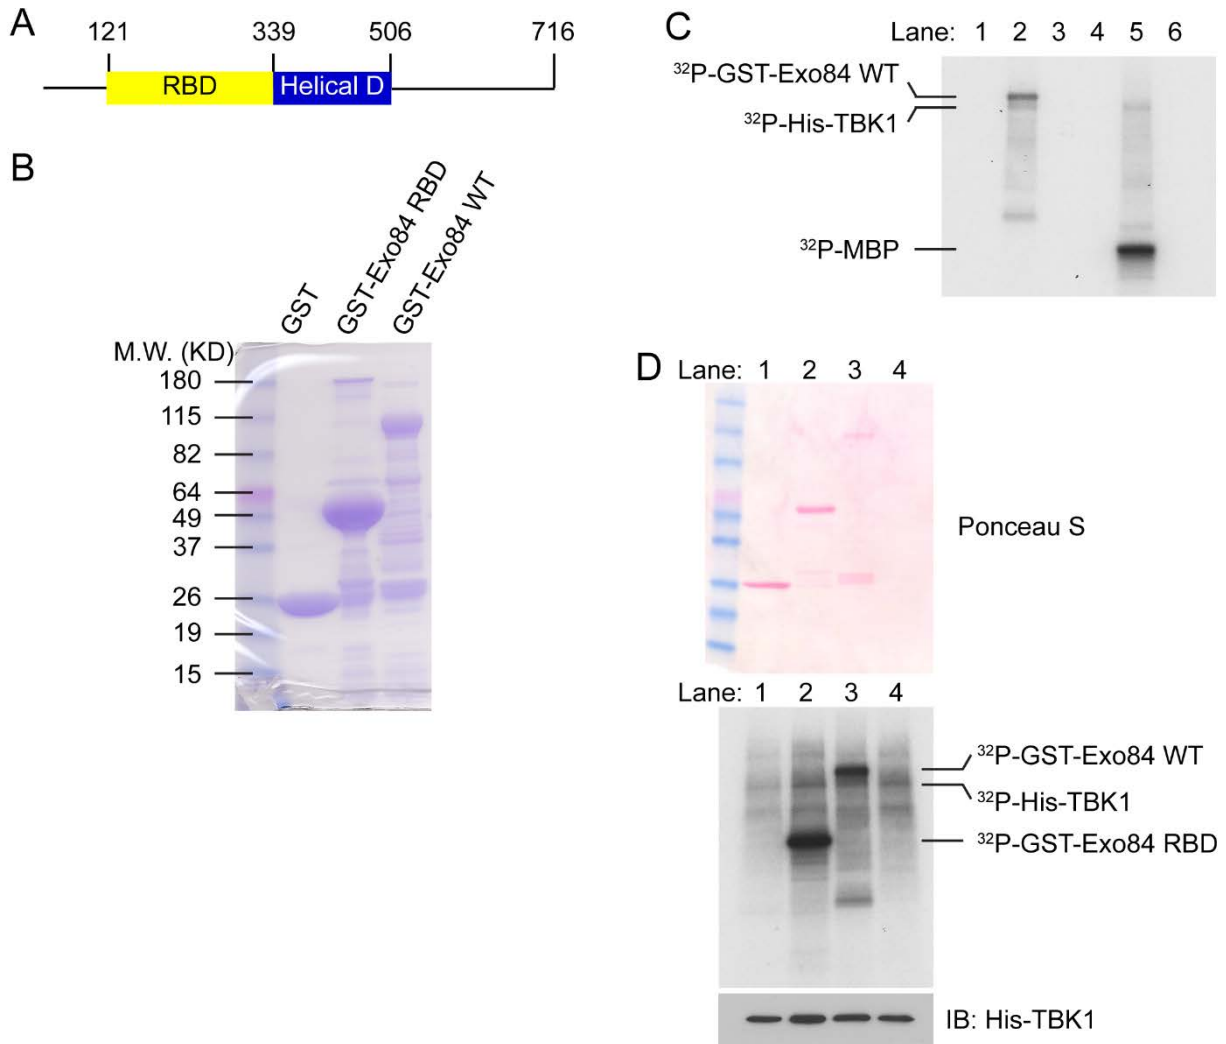 A
121 339 506 716
RBD Helical D
B
GST
GST-Exo84 RBD
GST-Exo84 WT
M.W. (KD)
180
115
82
64
49
37
26
19
15
C
Lane: 1 2 3 4 5 6
³²P-GST-Exo84 WT
³²P-His-TBK1
³²P-MBP
D
Lane: 1 2 3 4
Ponceau S
Lane: 1 2 3 4
³²P-GST-Exo84 WT
³²P-His-TBK1
³²P-GST-Exo84 RBD
IB: His-TBK1